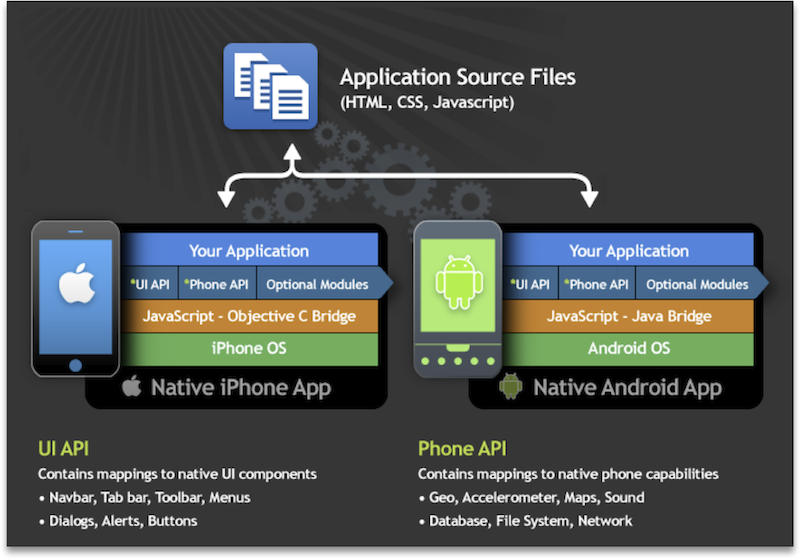 Application Source Files
(HTML, CSS, Javascript)
Your Application
*UI API *Phone API Optional Modules
JavaScript - Objective C Bridge
iPhone OS
Native iPhone App
Your Application
*UI API *Phone API Optional Modules
JavaScript - Java Bridge
Android OS
Native Android App
UI API
Contains mappings to native UI components
• Navbar, Tab bar, Toolbar, Menus
• Dialogs, Alerts, Buttons
Phone API
Contains mappings to native phone capabilities
• Geo, Accelerometer, Maps, Sound
• Database, File System, Network